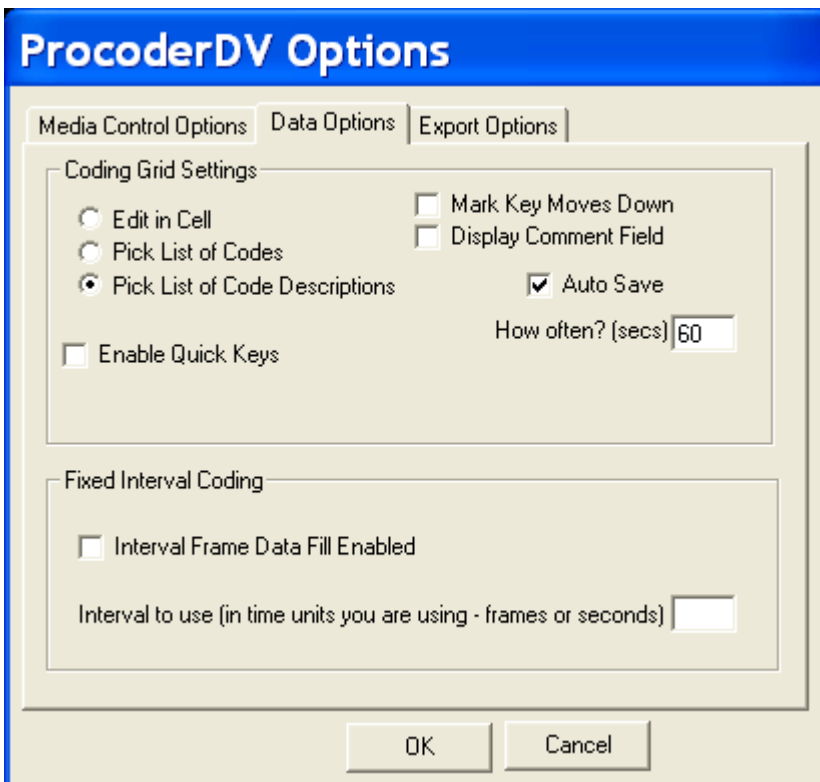 ProcoderDV Options
Media Control Options
Data Options
Export Options
Coding Grid Settings
Edit in Cell
Pick List of Codes
Pick List of Code Descriptions
Enable Quick Keys
Mark Key Moves Down
Display Comment Field
Auto Save
How often? (secs) 60
Fixed Interval Coding
Interval Frame Data Fill Enabled
Interval to use (in time units you are using - frames or seconds)
OK
Cancel